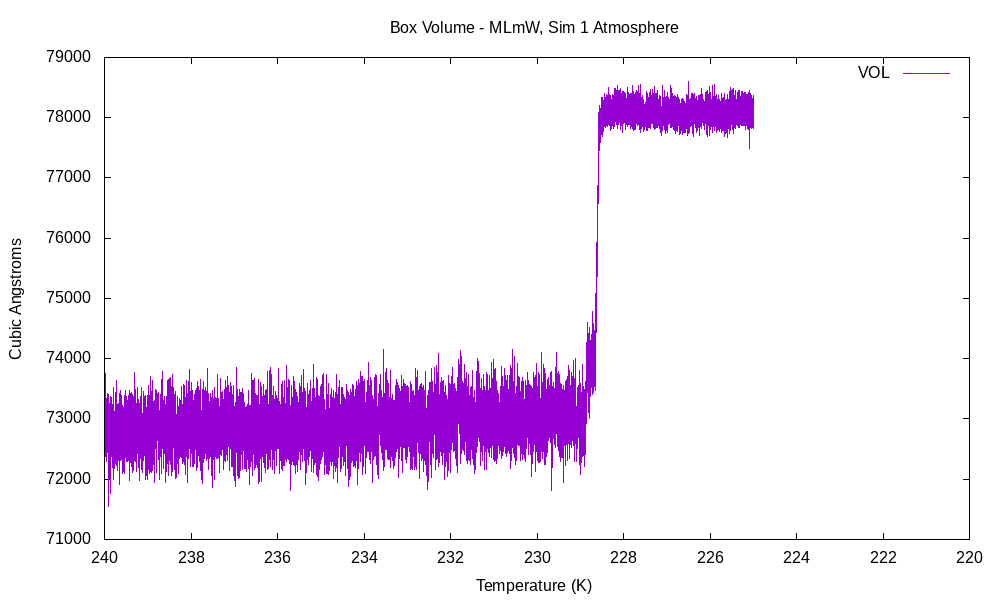 Box Volume - MLmW, Sim 1 Atmosphere
VOL
79000
78000
77000
76000
75000
74000
73000
72000
71000
Cubic Angstroms
240 238 236 234 232 230 228 226 224 222 220
Temperature (K)